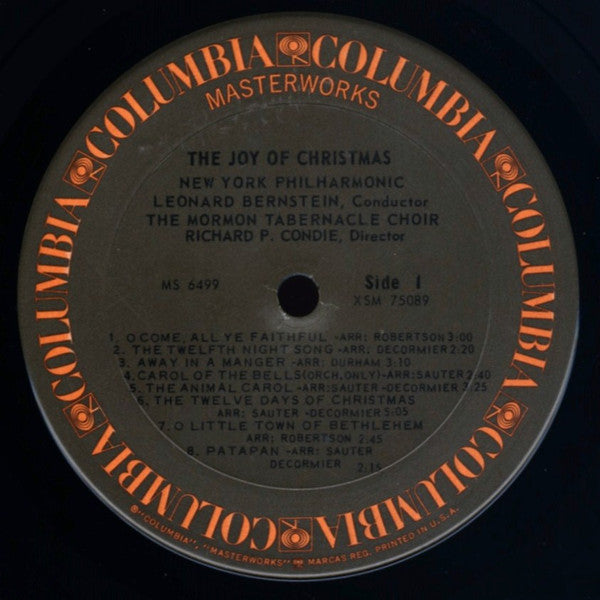 COLUMBIA COLUMBIA COLUMBIA COLUMBIA COLUMBIA COLUMBIA COLUMBIA
MASTERWORKS
THE JOY OF CHRISTMAS
NEW YORK PHILHARMONIC
LEONARD BERNSTEIN, Conductor
THE MORMON TABERNACLE CHOIR
RICHARD P. CONDIE, Director
MS 6499
Side 1
XSM 75089
1. O COME, ALL YE FAITHFUL -ARR: ROBERTSON 3:00
2. THE TWELFTH NIGHT SONG -ARR: DECORMIER 2:20
3. AWAY IN A MANGER -ARR: DURHAM 3:10
4. CAROL OF THE BELLS (ORCH. ONLY) -ARR: SAUTER 2:40
5. THE ANIMAL CAROL -ARR: SAUTER -DECORMIER 3:25
6. THE TWELVE DAYS OF CHRISTMAS
ARR: SAUTER -DECORMIER 5:05
7. O LITTLE TOWN OF BETHLEHEM
ARR: ROBERTSON 2:45
8. PATAPAN -ARR: SAUTER
DECORMIER 2:16
®"COLUMBIA", "MASTERWORKS" MARCAS REG. PRINTED IN U.S.A.